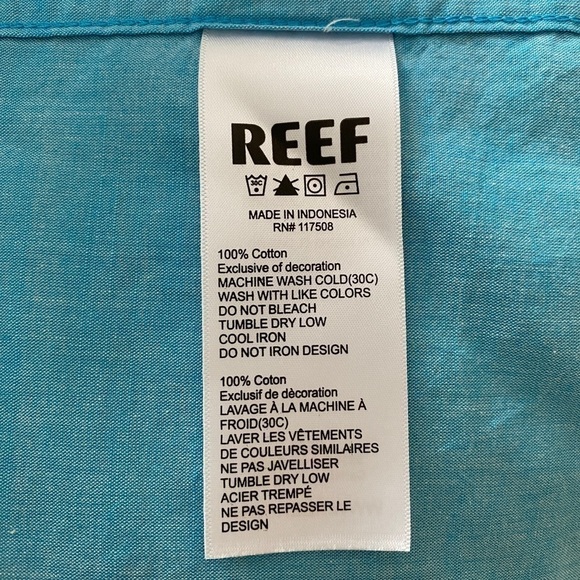 REEF
30C
MADE IN INDONESIA
RN# 117508
100% Cotton
Exclusive of decoration
MACHINE WASH COLD(30C)
WASH WITH LIKE COLORS
DO NOT BLEACH
TUMBLE DRY LOW
COOL IRON
DO NOT IRON DESIGN
100% Coton
Exclusif de dècoration
LAVAGE À LA MACHINE À
FROID(30C)
LAVER LES VÊTEMENTS
DE COULEURS SIMILAIRES
NE PAS JAVELLISER
TUMBLE DRY LOW
ACIER TREMPÉ
NE PAS REPASSER LE
DESIGN